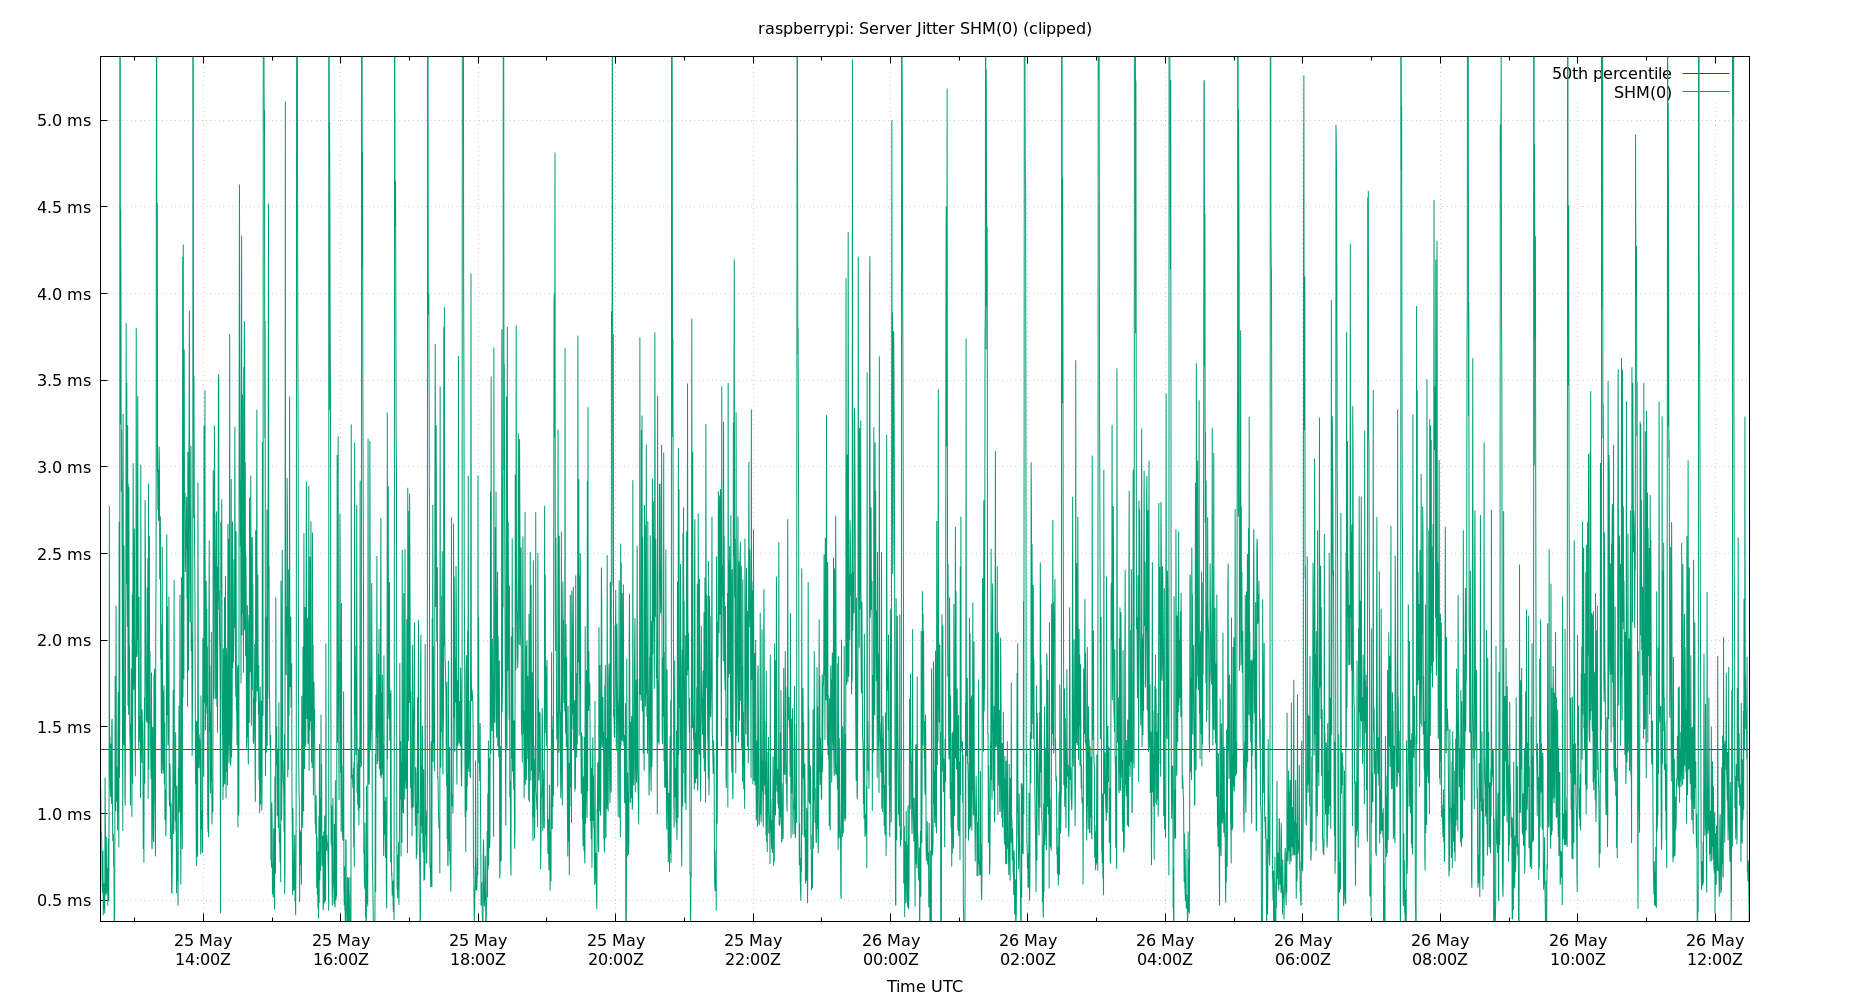 raspberrypi: Server Jitter SHM(0) (clipped)
50th percentile
SHM(0)
5.0 ms
4.5 ms
4.0 ms
3.5 ms
3.0 ms
2.5 ms
2.0 ms
1.5 ms
1.0 ms
0.5 ms
25 May 25 May 25 May 25 May 25 May 26 May 26 May 26 May 26 May 26 May 26 May 26 May
14:00Z 16:00Z 18:00Z 20:00Z 22:00Z 00:00Z 02:00Z 04:00Z 06:00Z 08:00Z 10:00Z 12:00Z
Time UTC